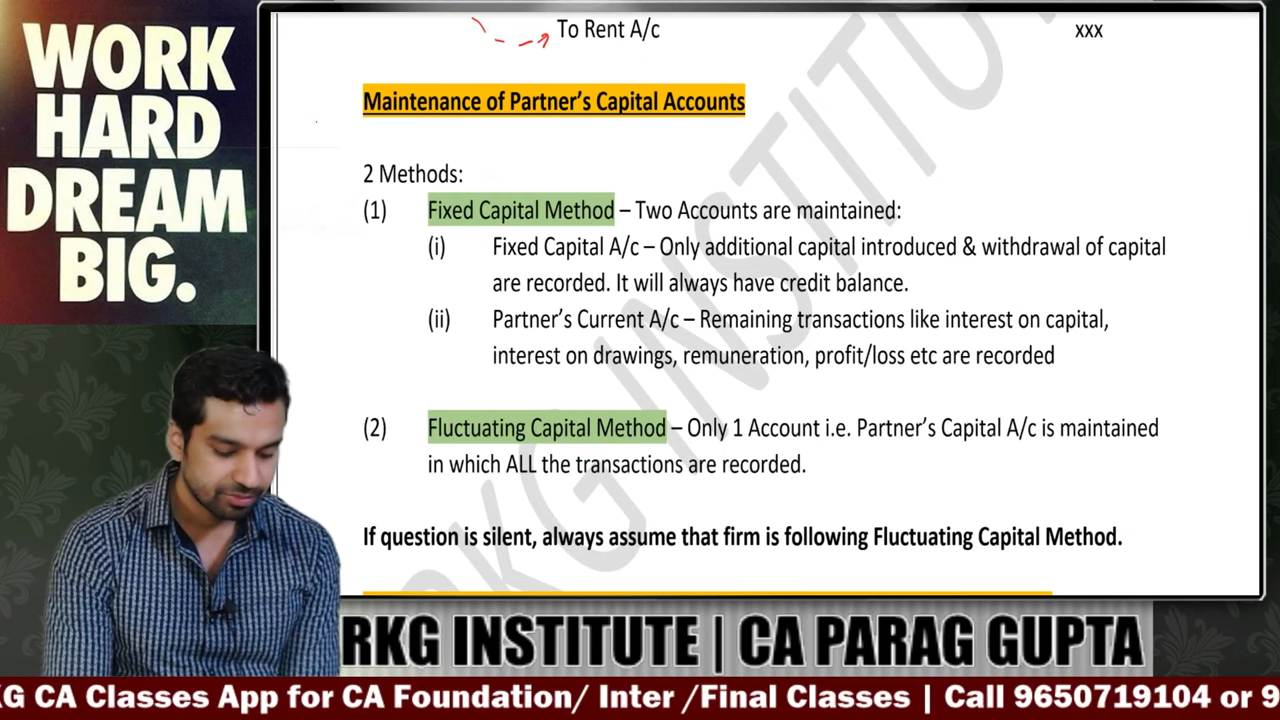 WORK
HARD
DREAM
BIG.
To Rent A/c xxx
Maintenance of Partner’s Capital Accounts
2 Methods:
(1) Fixed Capital Method – Two Accounts are maintained:
(i) Fixed Capital A/c – Only additional capital introduced & withdrawal of capital
are recorded. It will always have credit balance.
(ii) Partner’s Current A/c – Remaining transactions like interest on capital,
interest on drawings, remuneration, profit/loss etc are recorded
(2) Fluctuating Capital Method – Only 1 Account i.e. Partner’s Capital A/c is maintained
in which ALL the transactions are recorded.
If question is silent, always assume that firm is following Fluctuating Capital Method.
RKG INSTITUTE
RKG INSTITUTE | CA PARAG GUPTA
KG CA Classes App for CA Foundation/ Inter /Final Classes | Call 9650719104 or 9